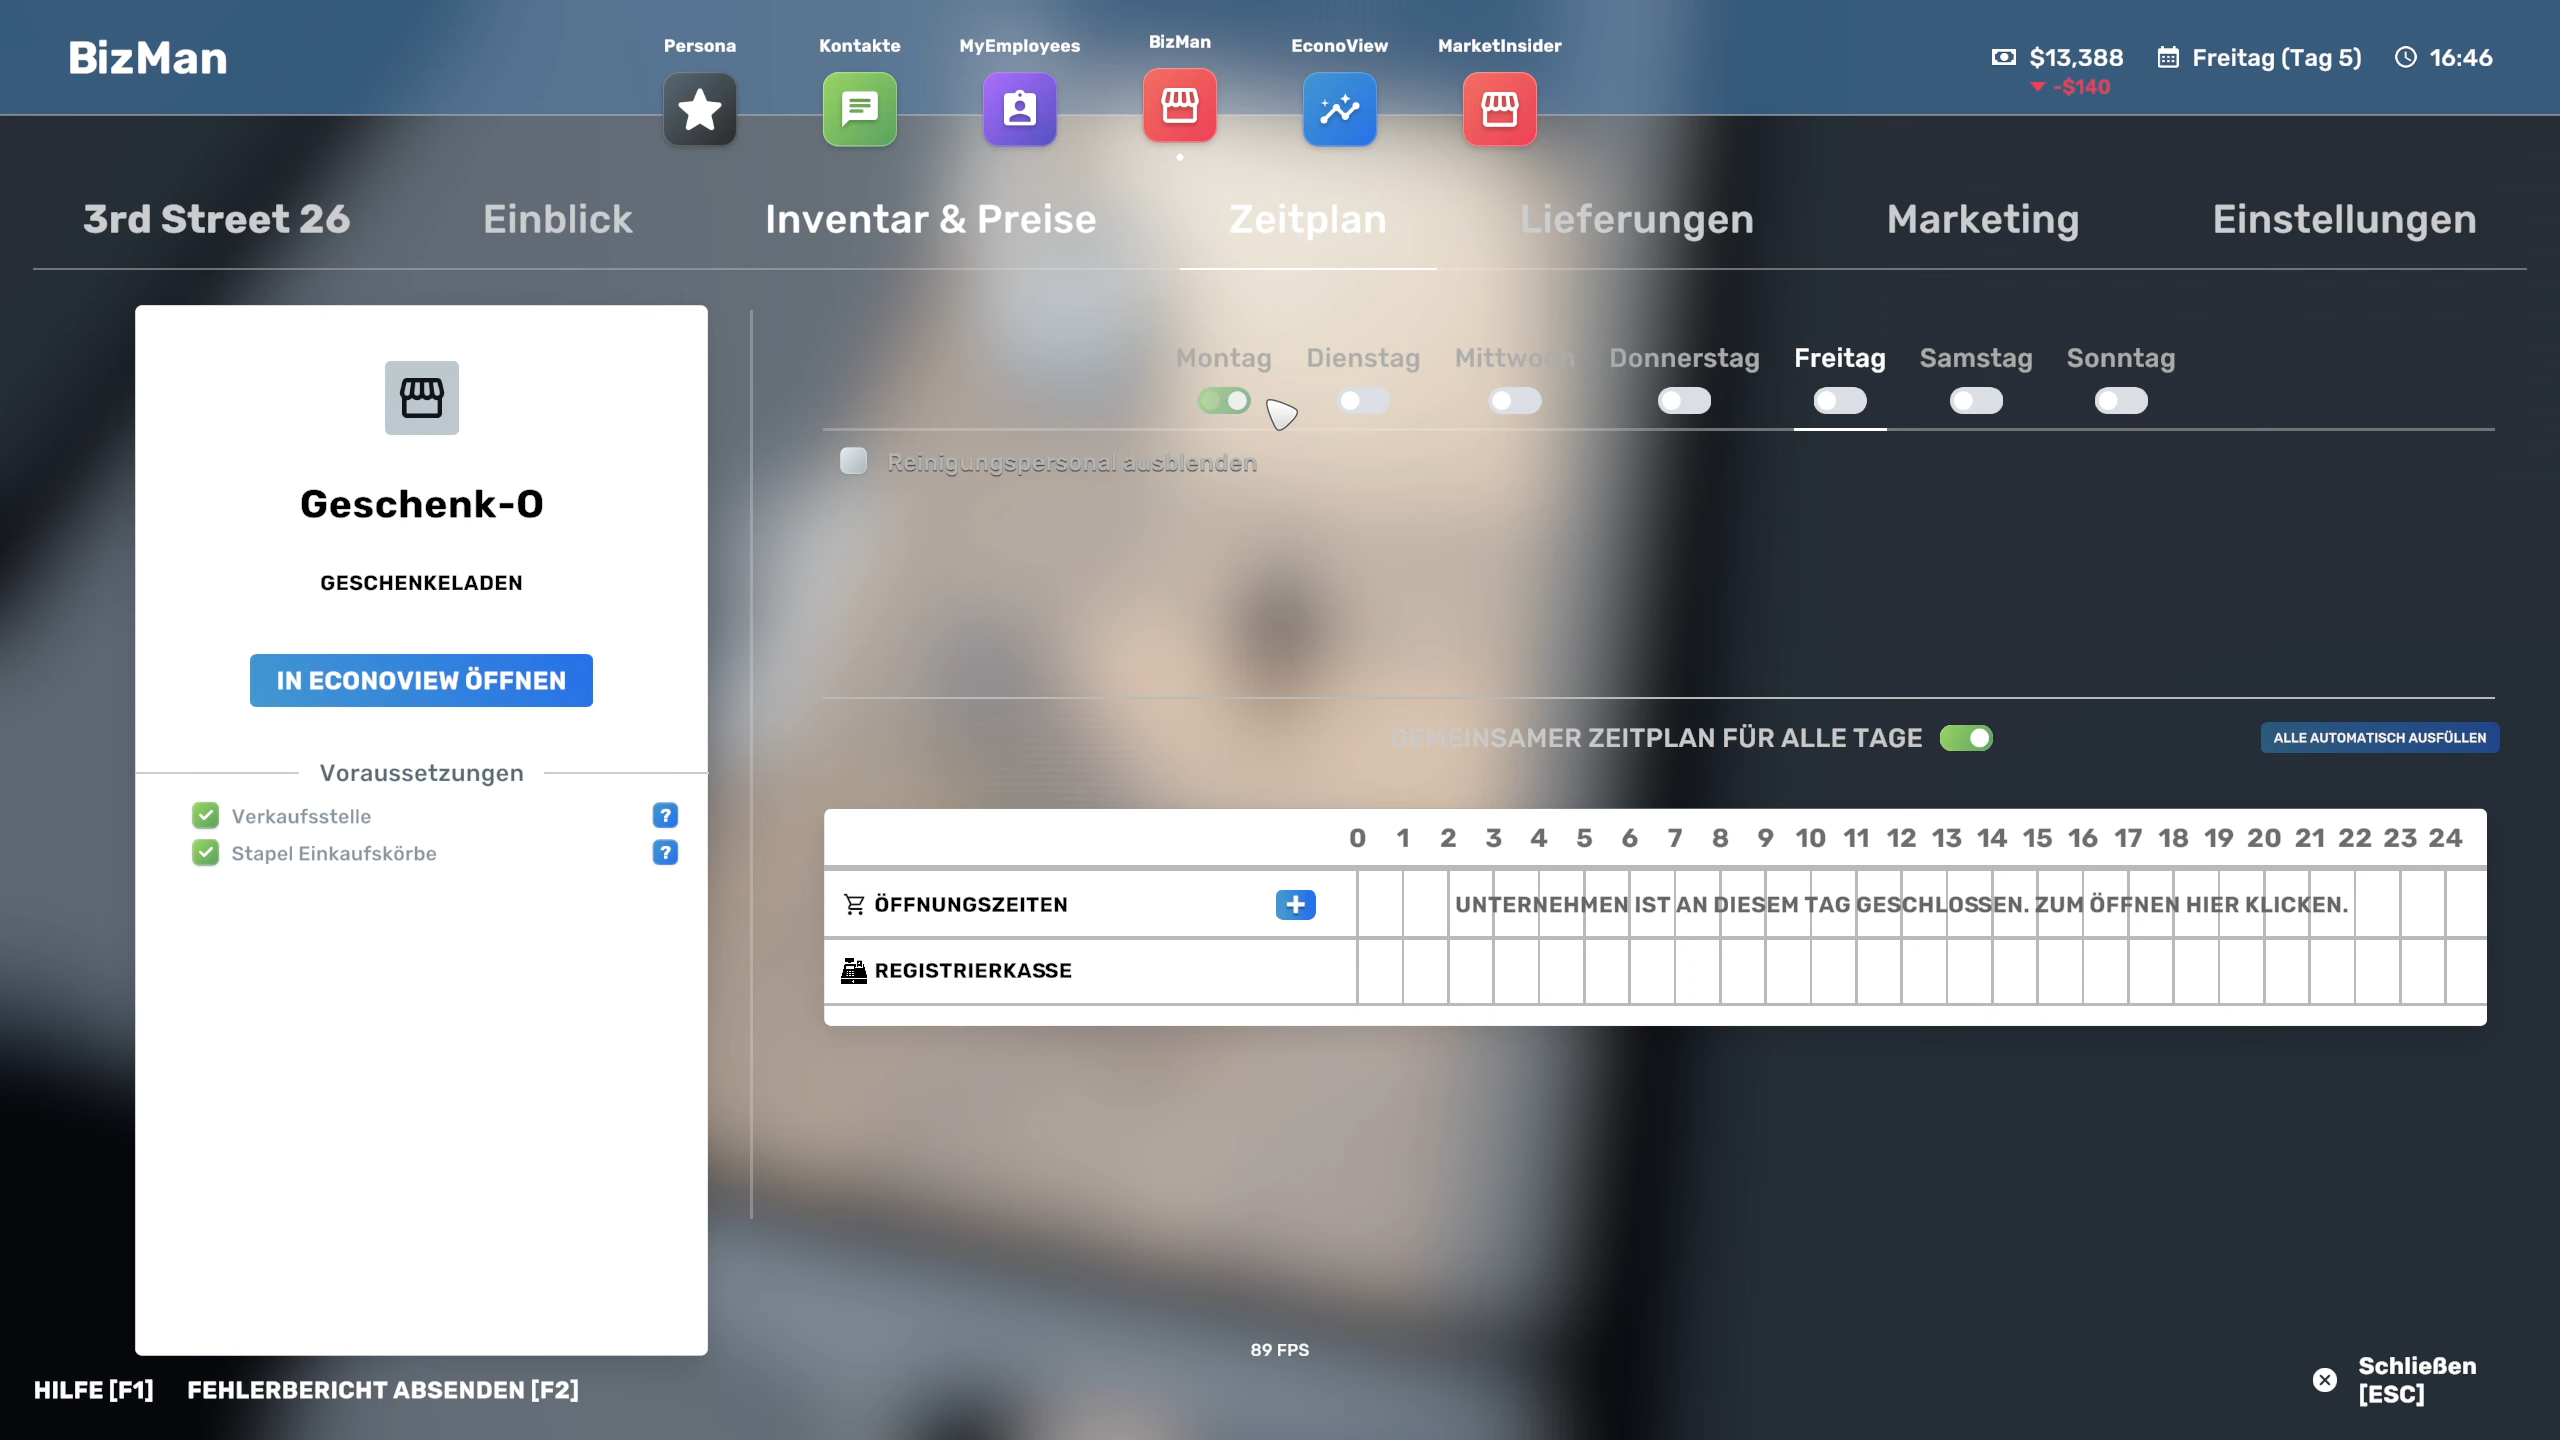 BizMan
Persona
Kontakte
MyEmployees
BizMan
EconoView
MarketInsider
$13,388
-$140
Freitag (Tag 5)
16:46
3rd Street 26
Einblick
Inventar & Preise
Zeitplan
Lieferungen
Marketing
Einstellungen
Geschenk-O
GESCHENKELADEN
IN ECONOVIEW ÖFFNEN
Voraussetzungen
Verkaufsstelle
?
Stapel Einkaufskörbe
?
Montag Dienstag Mittwoch Donnerstag Freitag Samstag Sonntag
Reinigungspersonal ausblenden
GEMEINSAMER ZEITPLAN FÜR ALLE TAGE
ALLE AUTOMATISCH AUSFÜLLEN
0 1 2 3 4 5 6 7 8 9 10 11 12 13 14 15 16 17 18 19 20 21 22 23 24
ÖFFNUNGSZEITEN
UNTERNEHMEN IST AN DIESEM TAG GESCHLOSSEN. ZUM ÖFFNEN HIER KLICKEN.
REGISTRIERKASSE
89 FPS
HILFE [F1]
FEHLERBERICHT ABSENDEN [F2]
Schließen
[ESC]